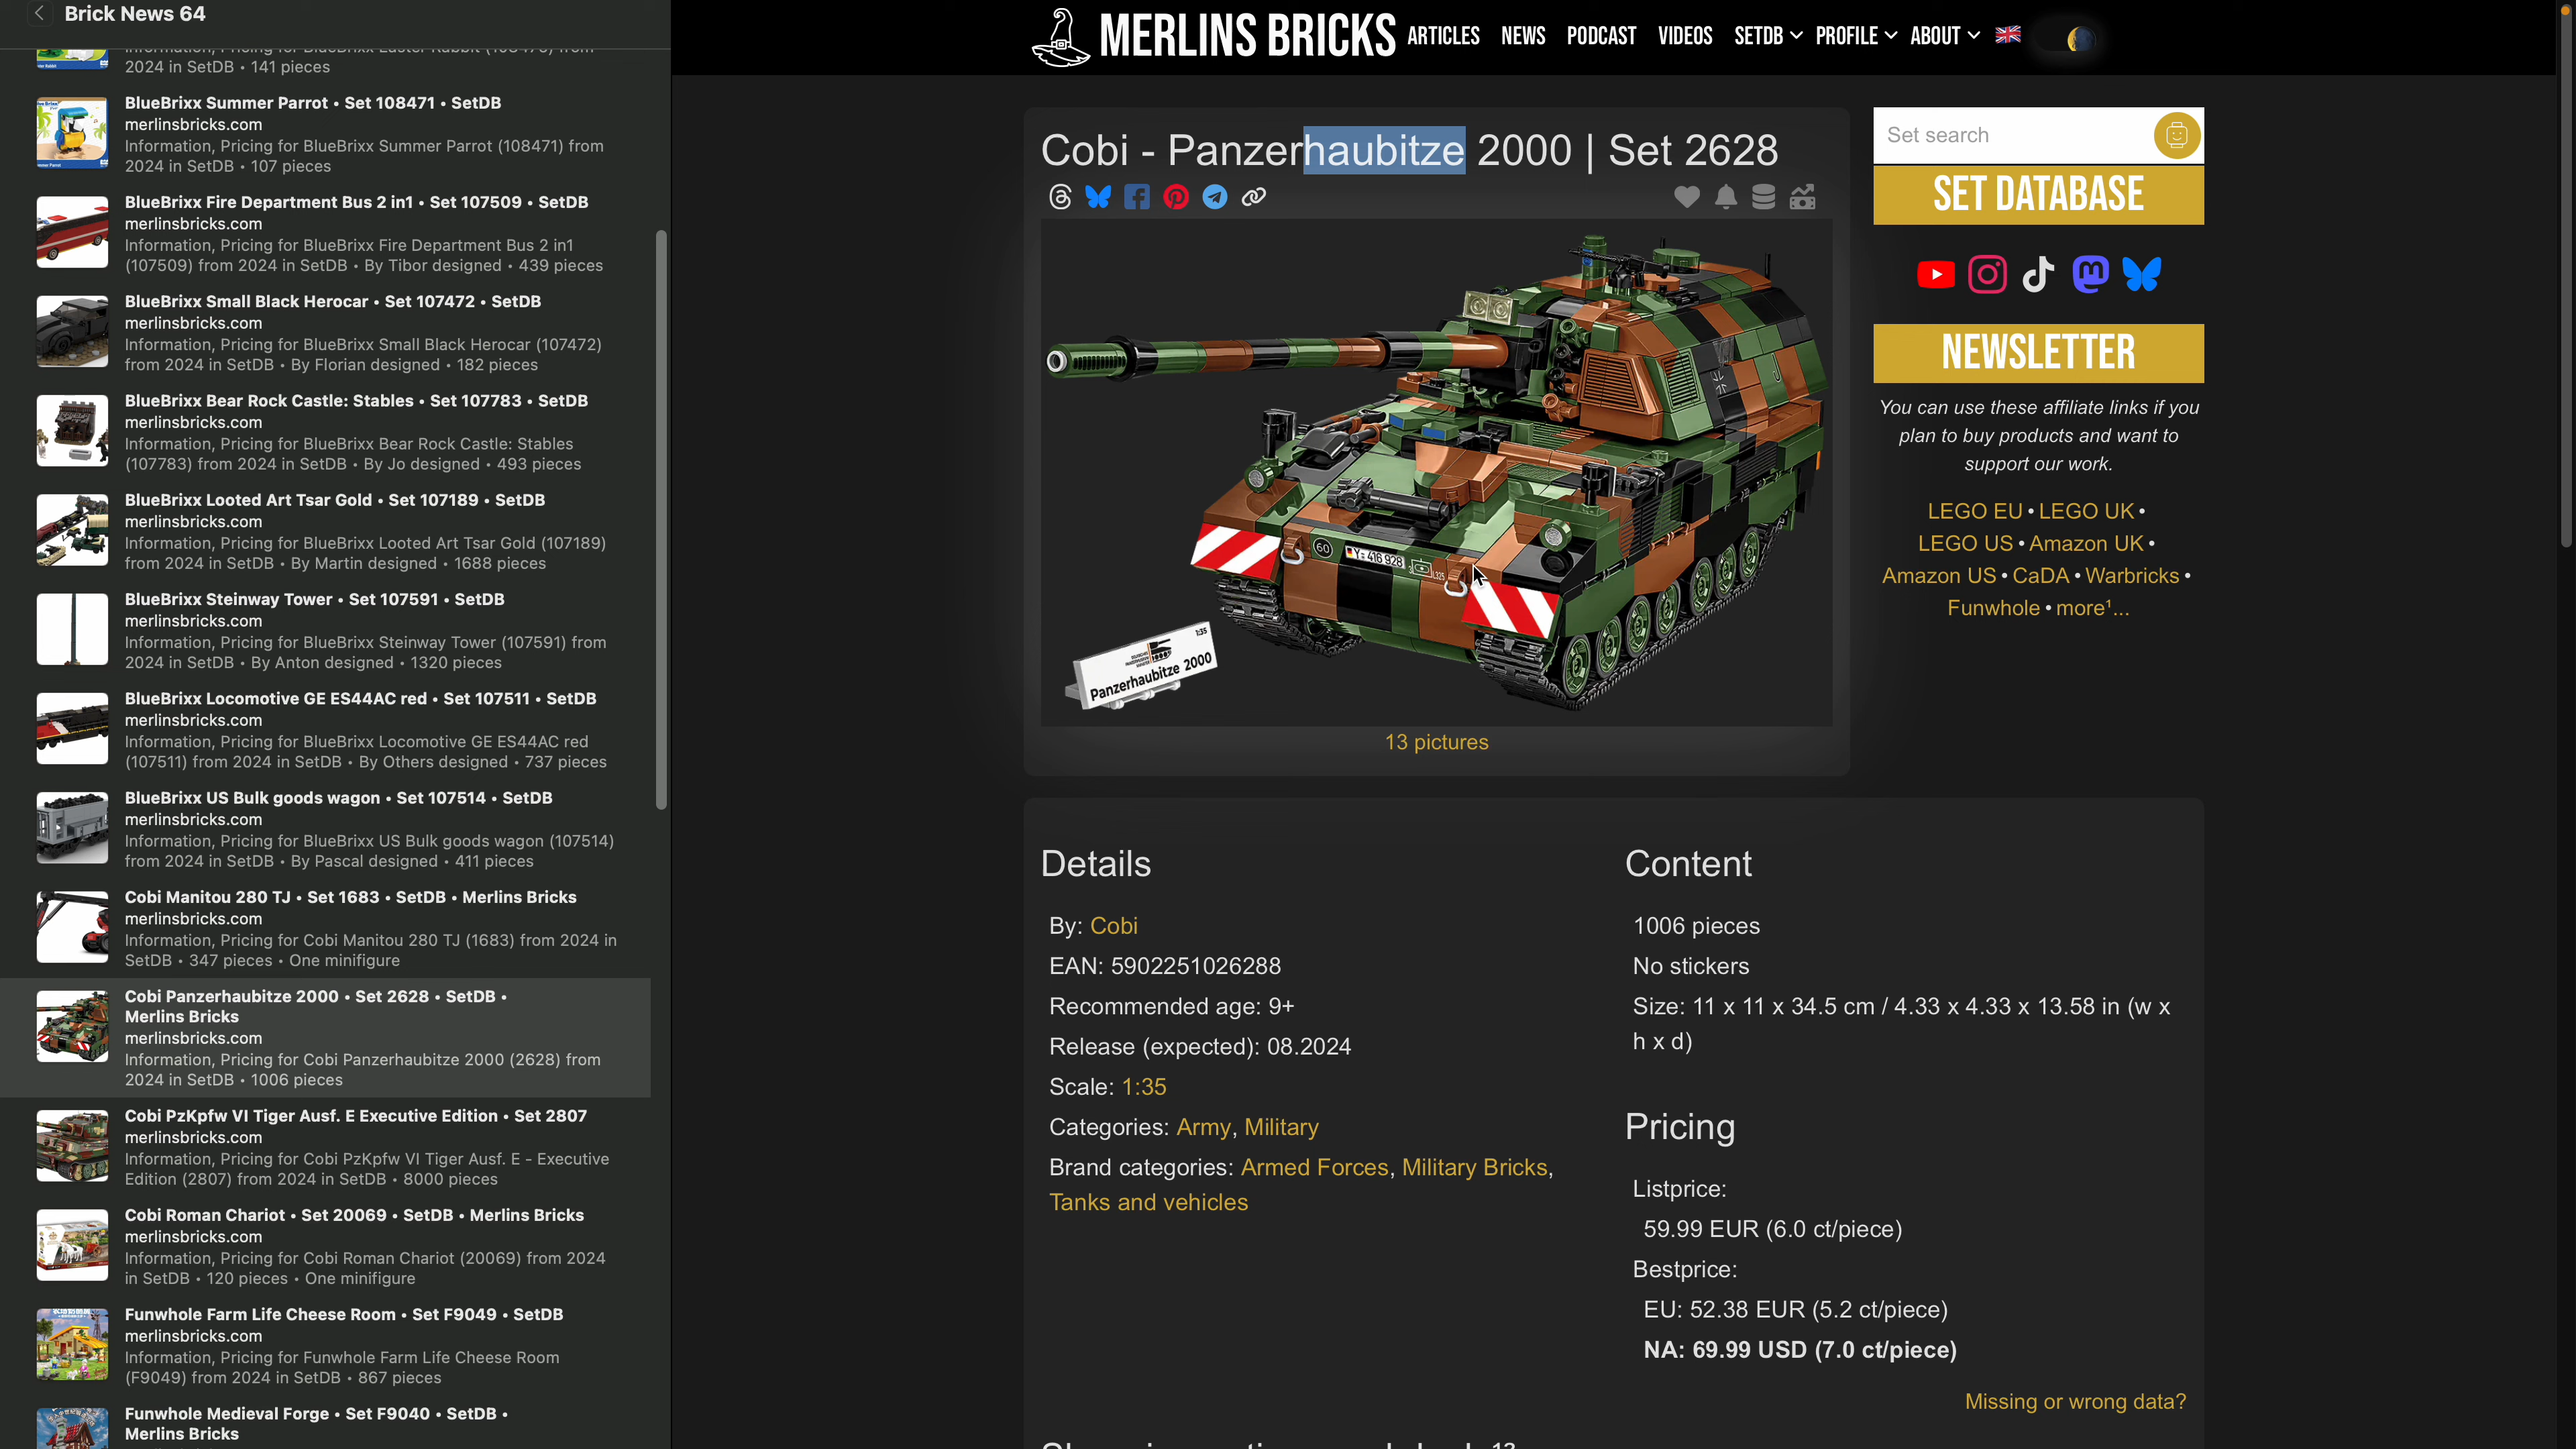 Brick News 64
2024 in SetDB • 141 pieces
BlueBrixx Summer Parrot • Set 108471 • SetDB
merlinsbricks.com
Information, Pricing for BlueBrixx Summer Parrot (108471) from
2024 in SetDB • 107 pieces
BlueBrixx Fire Department Bus 2 in1 • Set 107509 • SetDB
merlinsbricks.com
Information, Pricing for BlueBrixx Fire Department Bus 2 in1
(107509) from 2024 in SetDB • By Tibor designed • 439 pieces
BlueBrixx Small Black Herocar • Set 107472 • SetDB
merlinsbricks.com
Information, Pricing for BlueBrixx Small Black Herocar (107472)
from 2024 in SetDB • By Florian designed • 182 pieces
BlueBrixx Bear Rock Castle: Stables • Set 107783 • SetDB
merlinsbricks.com
Information, Pricing for BlueBrixx Bear Rock Castle: Stables
(107783) from 2024 in SetDB • By Jo designed • 493 pieces
BlueBrixx Looted Art Tsar Gold • Set 107189 • SetDB
merlinsbricks.com
Information, Pricing for BlueBrixx Looted Art Tsar Gold (107189)
from 2024 in SetDB • By Martin designed • 1688 pieces
BlueBrixx Steinway Tower • Set 107591 • SetDB
merlinsbricks.com
Information, Pricing for BlueBrixx Steinway Tower (107591) from
2024 in SetDB • By Anton designed • 1320 pieces
BlueBrixx Locomotive GE ES44AC red • Set 107511 • SetDB
merlinsbricks.com
Information, Pricing for BlueBrixx Locomotive GE ES44AC red
(107511) from 2024 in SetDB • By Others designed • 737 pieces
BlueBrixx US Bulk goods wagon • Set 107514 • SetDB
merlinsbricks.com
Information, Pricing for BlueBrixx US Bulk goods wagon (107514)
from 2024 in SetDB • By Pascal designed • 411 pieces
Cobi Manitou 280 TJ • Set 1683 • SetDB • Merlins Bricks
merlinsbricks.com
Information, Pricing for Cobi Manitou 280 TJ (1683) from 2024 in
SetDB • 347 pieces • One minifigure
Cobi Panzerhaubitze 2000 • Set 2628 • SetDB •
Merlins Bricks
merlinsbricks.com
Information, Pricing for Cobi Panzerhaubitze 2000 (2628) from
2024 in SetDB • 1006 pieces
Cobi PzKpfw VI Tiger Ausf. E Executive Edition • Set 2807
merlinsbricks.com
Information, Pricing for Cobi PzKpfw VI Tiger Ausf. E - Executive
Edition (2807) from 2024 in SetDB • 8000 pieces
Cobi Roman Chariot • Set 20069 • SetDB • Merlins Bricks
merlinsbricks.com
Information, Pricing for Cobi Roman Chariot (20069) from 2024
in SetDB • 120 pieces • One minifigure
Funwhole Farm Life Cheese Room • Set F9049 • SetDB
merlinsbricks.com
Information, Pricing for Funwhole Farm Life Cheese Room
(F9049) from 2024 in SetDB • 867 pieces
Funwhole Medieval Forge • Set F9040 • SetDB •
Merlins Bricks
MERLINS BRICKS ARTICLES NEWS PODCAST VIDEOS SETDB PROFILE ABOUT
Cobi - Panzerhaubitze 2000 | Set 2628
60
Y-416 928
1:35
Panzerhaubitze 2000
13 pictures
Set search
SET DATABASE
NEWSLETTER
You can use these affiliate links if you
plan to buy products and want to
support our work.
LEGO EU • LEGO UK •
LEGO US • Amazon UK •
Amazon US • CaDA • Warbricks •
Funwhole • more¹...
Details
By: Cobi
EAN: 5902251026288
Recommended age: 9+
Release (expected): 08.2024
Scale: 1:35
Categories: Army, Military
Brand categories: Armed Forces, Military Bricks,
Tanks and vehicles
Content
1006 pieces
No stickers
Size: 11 x 11 x 34.5 cm / 4.33 x 4.33 x 13.58 in (w x
h x d)
Pricing
Listprice:
59.99 EUR (6.0 ct/piece)
Bestprice:
EU: 52.38 EUR (5.2 ct/piece)
NA: 69.99 USD (7.0 ct/piece)
Missing or wrong data?